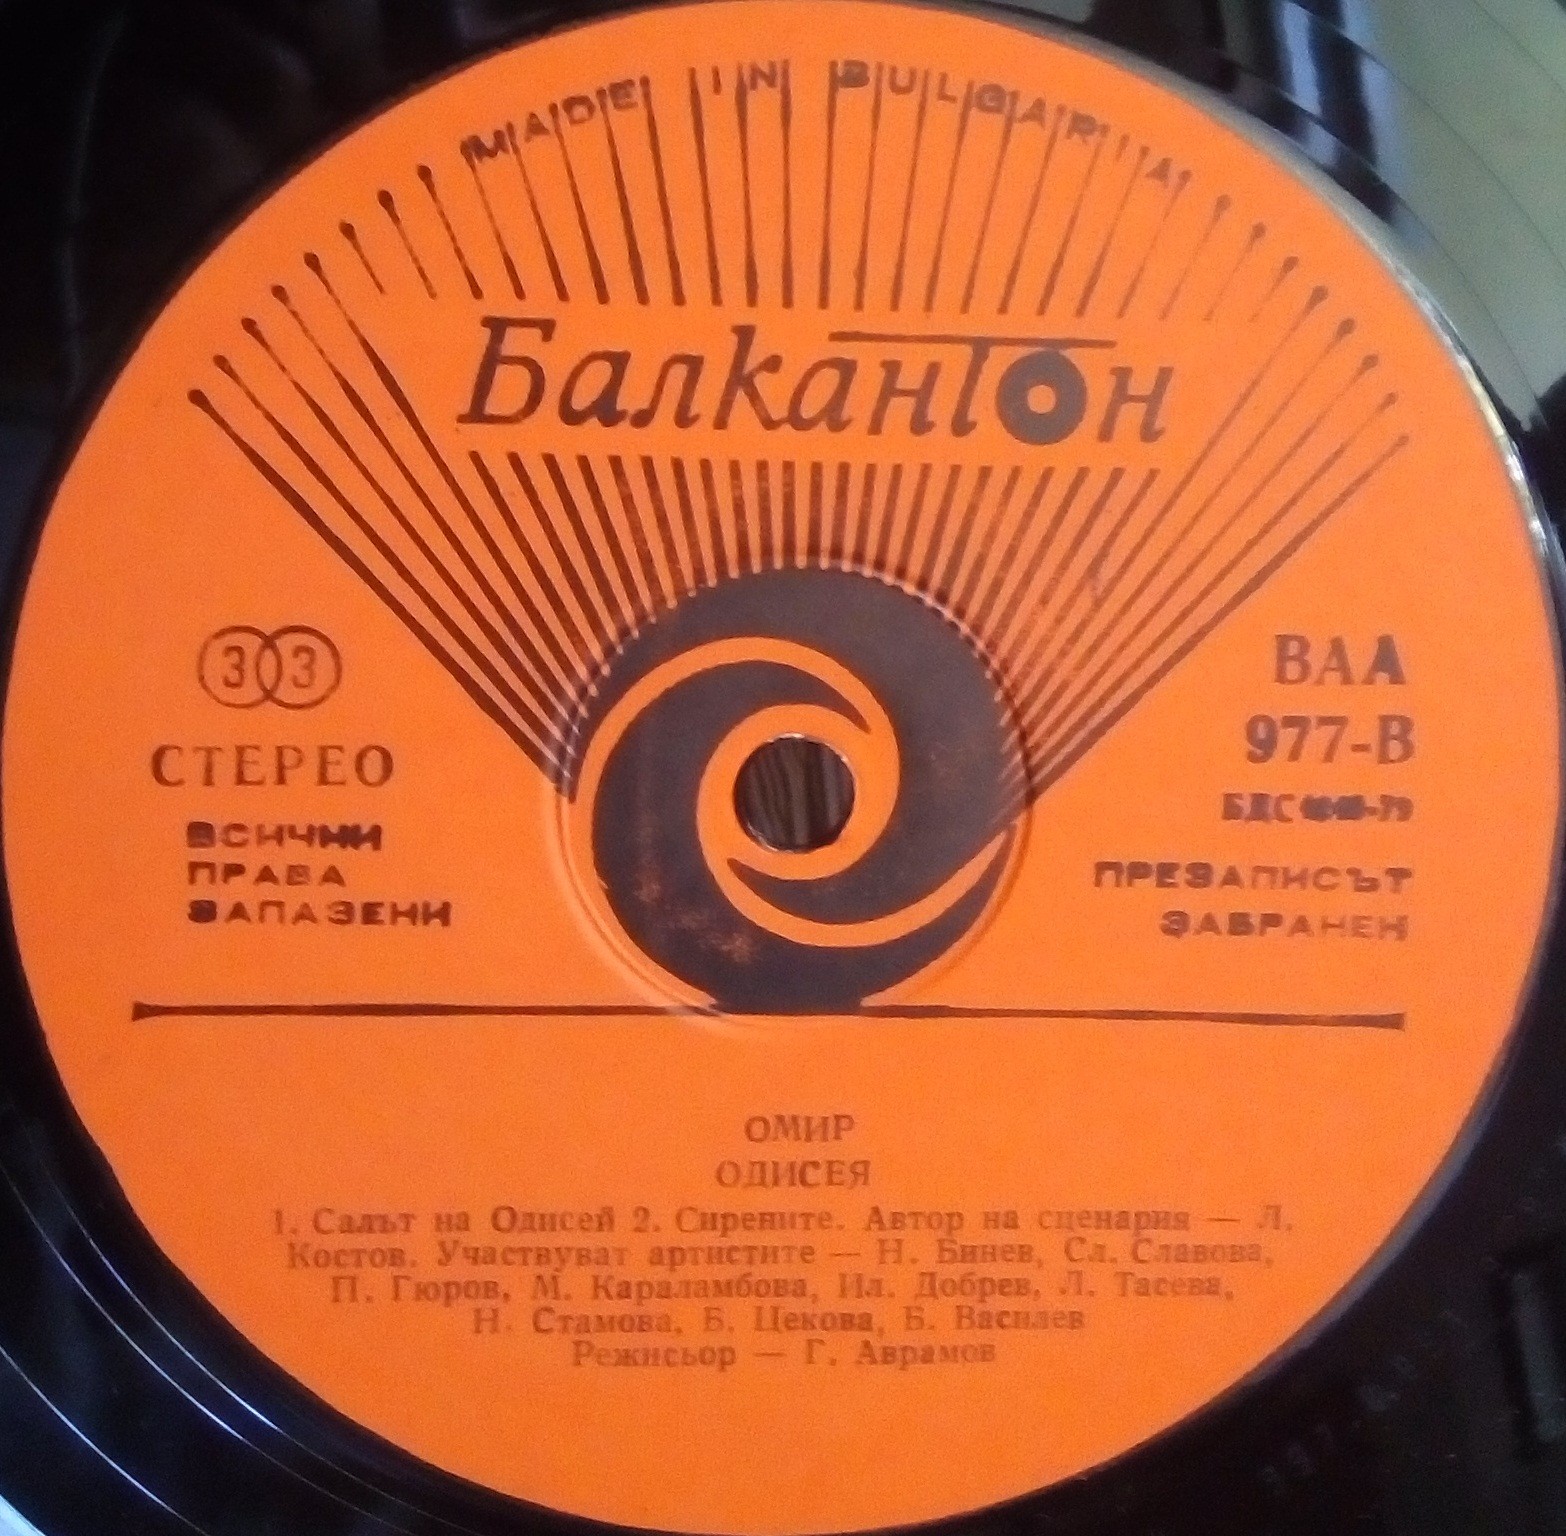 MADE IN BULGARIA
Балкантон
33
СТЕРЕО
ВСИЧКИ
ПРАВА
ЗАПАЗЕНИ
ВАА
977-В
БДС
ПРЕЗАПИСЪТ
ЗАБРАНЕН
ОМИР
ОДИСЕЯ
1. Салът на Одисей 2. Сирените. Автор на сценария — Л.
Костов. Участвуват артистите — Н. Бинев, Сл. Славова,
П. Гюров, М. Караламбова, Ил. Добрев, Л. Тасева,
Н. Стамова, Б. Цекова, Б. Василев
Режисьор — Г. Аврамов